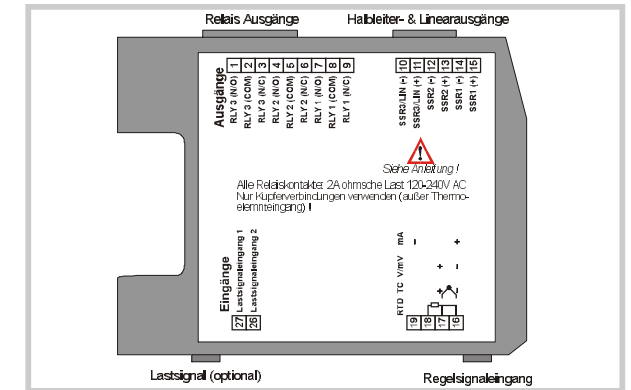 Relais Ausgänge
Halbleiter- & Linearausgänge
Ausgänge
1 RLY 3 (N/O)
2 RLY 3 (COM)
3 RLY 3 (N/C)
4 RLY 2 (N/O)
5 RLY 2 (COM)
6 RLY 2 (N/C)
7 RLY 1 (N/O)
8 RLY 1 (COM)
9 RLY 1 (N/C)
10 SSR3/LIN (-)
11 SSR3/LIN (+)
12 SSR2 (-)
13 SSR2 (+)
14 SSR1 (-)
15 SSR1 (+)
!
Siehe Anleitung !
Alle Relaiskontakte: 2A ohmsche Last 120-240V AC
Nur Kupferverbindungen verwenden (außer Thermo-
elemnteingang) !
Eingänge
27 Lastsignaleingang 1
26 Lastsignaleingang 2
RTD TC V/mV mA
- +
+ -
+ -
19 18 17 16
Lastsignal (optional)
Regelsignaleingang